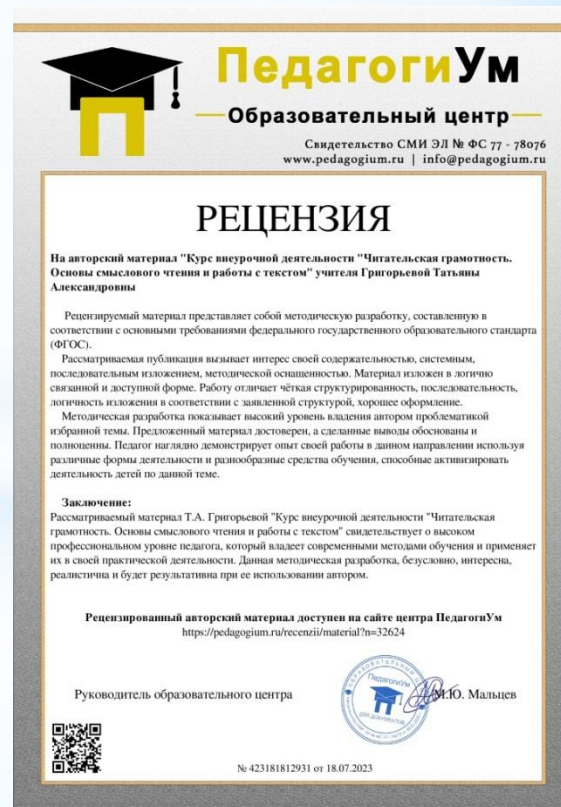 ПедагогиУм
Образовательный центр
Свидетельство СМИ ЭЛ № ФС 77 - 78076
www.pedagogium.ru | info@pedagogium.ru
РЕЦЕНЗИЯ
На авторский материал "Курс внеурочной деятельности "Читательская грамотность.
Основы смыслового чтения и работы с текстом" учителя Григорьевой Татьяны
Александровны
Рецензируемый материал представляет собой методическую разработку, составленную в
соответствии с основными требованиями федерального государственного образовательного стандарта
(ФГОС).
Рассматриваемая публикация вызывает интерес своей содержательностью, системным,
последовательным изложением, методической оснащенностью. Материал изложен в логично
связанной и доступной форме. Работу отличает чёткая структурированность, последовательность,
логичность изложения в соответствии с заявленной структурой, хорошее оформление.
Методическая разработка показывает высокий уровень владения автором проблематикой
избранной темы. Предложенный материал достоверен, а сделанные выводы обоснованы и
полноценны. Педагог наглядно демонстрирует опыт своей работы в данном направлении используя
различные формы деятельности и разнообразные средства обучения, способные активизировать
деятельность детей по данной теме.
Заключение:
Рассматриваемый материал Т.А. Григорьевой "Курс внеурочной деятельности "Читательская
грамотность. Основы смыслового чтения и работы с текстом" свидетельствует о высоком
профессиональном уровне педагога, который владеет современными методами обучения и применяет
их в своей практической деятельности. Данная методическая разработка, безусловно, интересна,
реалистична и будет результативна при ее использовании автором.
Рецензированный авторский материал доступен на сайте центра ПедагогиУм
https://pedagogium.ru/recenzii/material?n=32624
Руководитель образовательного центра
ПедагогиУм
ДЛЯ ДОКУМЕНТОВ
М.Ю. Мальцев
№ 423181812931 от 18.07.2023